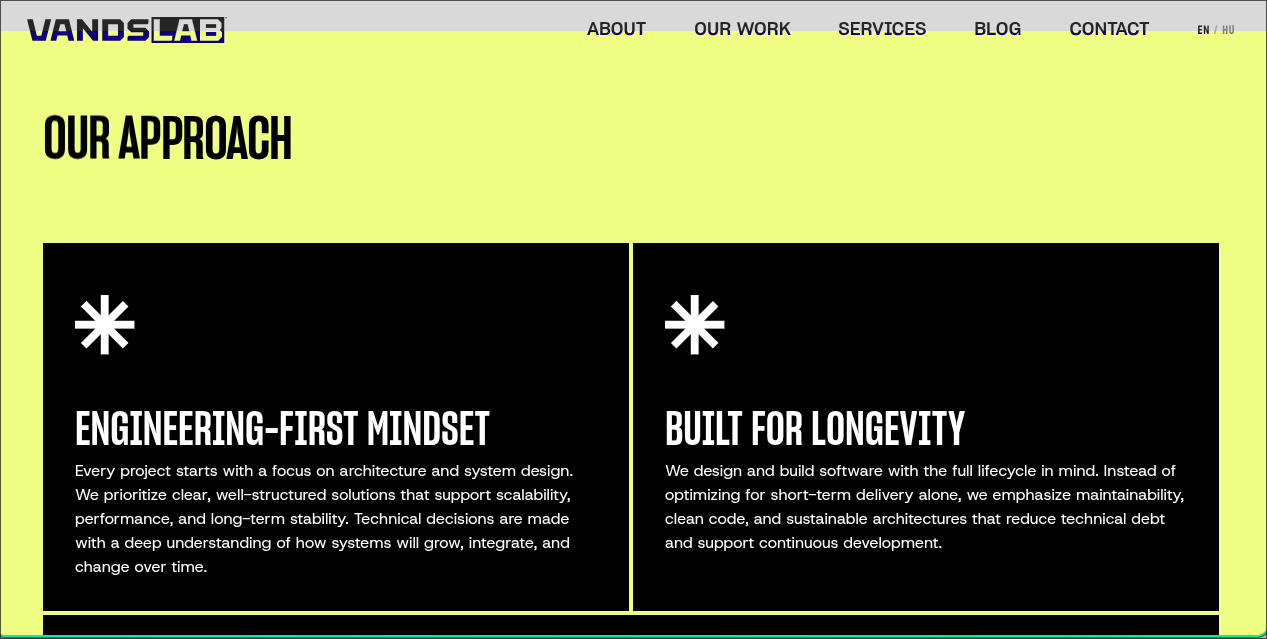 VANDSLAB
ABOUT OUR WORK SERVICES BLOG CONTACT EN / HU
OUR APPROACH
ENGINEERING-FIRST MINDSET
Every project starts with a focus on architecture and system design.
We prioritize clear, well-structured solutions that support scalability,
performance, and long-term stability. Technical decisions are made
with a deep understanding of how systems will grow, integrate, and
change over time.
BUILT FOR LONGEVITY
We design and build software with the full lifecycle in mind. Instead of
optimizing for short-term delivery alone, we emphasize maintainability,
clean code, and sustainable architectures that reduce technical debt
and support continuous development.